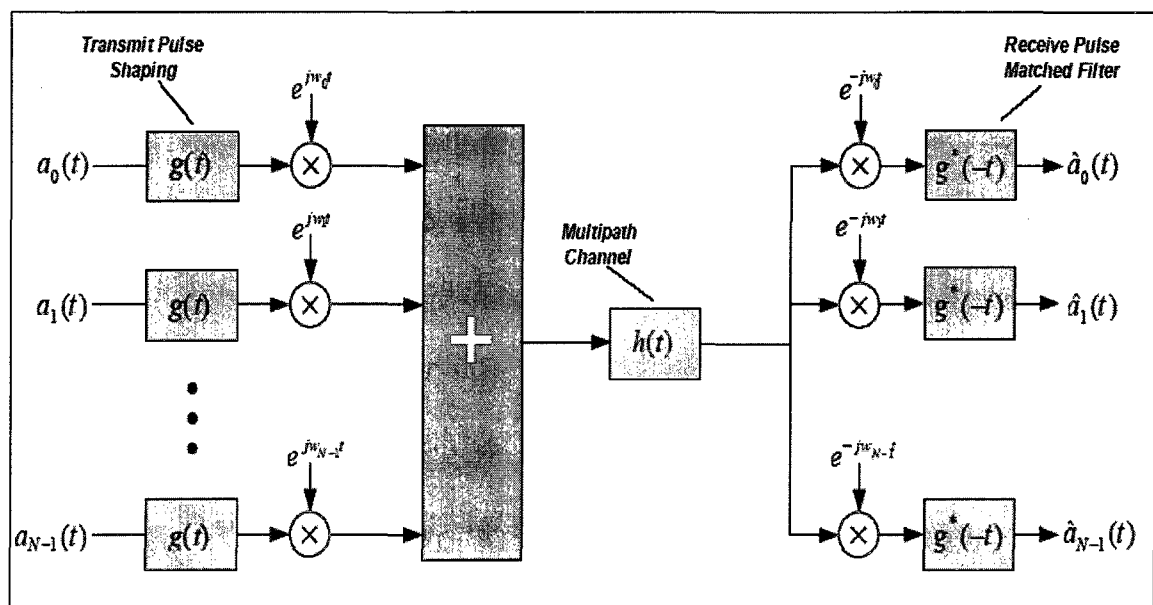 Transmit Pulse
Shaping
Receive Pulse
Matched Filter
e^{jw_0t}
e^{-jw_0t}
a_0(t)
g(t)
×
×
g^*(-t)
â_0(t)
e^{jw_1t}
Multipath
Channel
e^{-jw_1t}
a_1(t)
g(t)
×
+
h(t)
×
g^*(-t)
â_1(t)
e^{jw_{N-1}t}
e^{-jw_{N-1}t}
a_{N-1}(t)
g(t)
×
×
g^*(-t)
â_{N-1}(t)